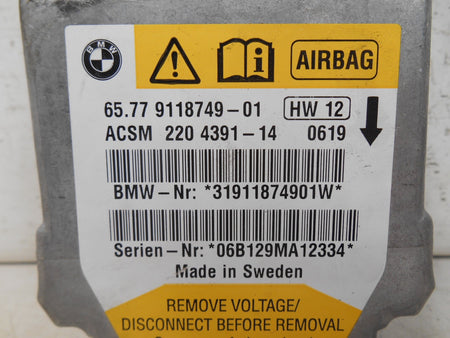 BMW
AIRBAG
65.77 9118749-01 HW 12
ACSM 220 4391-14 0619
BMW-Nr: *31911874901W*
Serien-Nr: *06B129MA12334*
Made in Sweden
REMOVE VOLTAGE/
DISCONNECT BEFORE REMOVAL